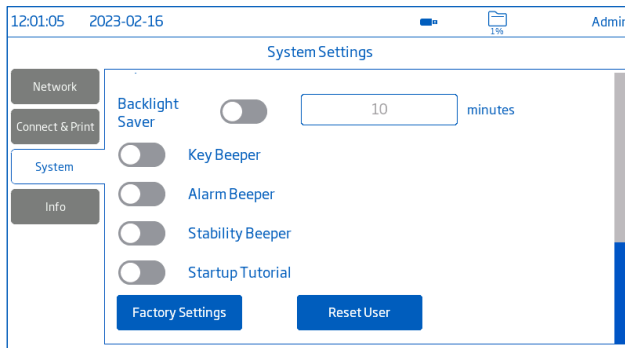 12:01:05 2023-02-16
1%
Admin
System Settings
Network
Connect & Print
System
Info
Backlight
Saver
10
minutes
Key Beeper
Alarm Beeper
Stability Beeper
Startup Tutorial
Factory Settings
Reset User